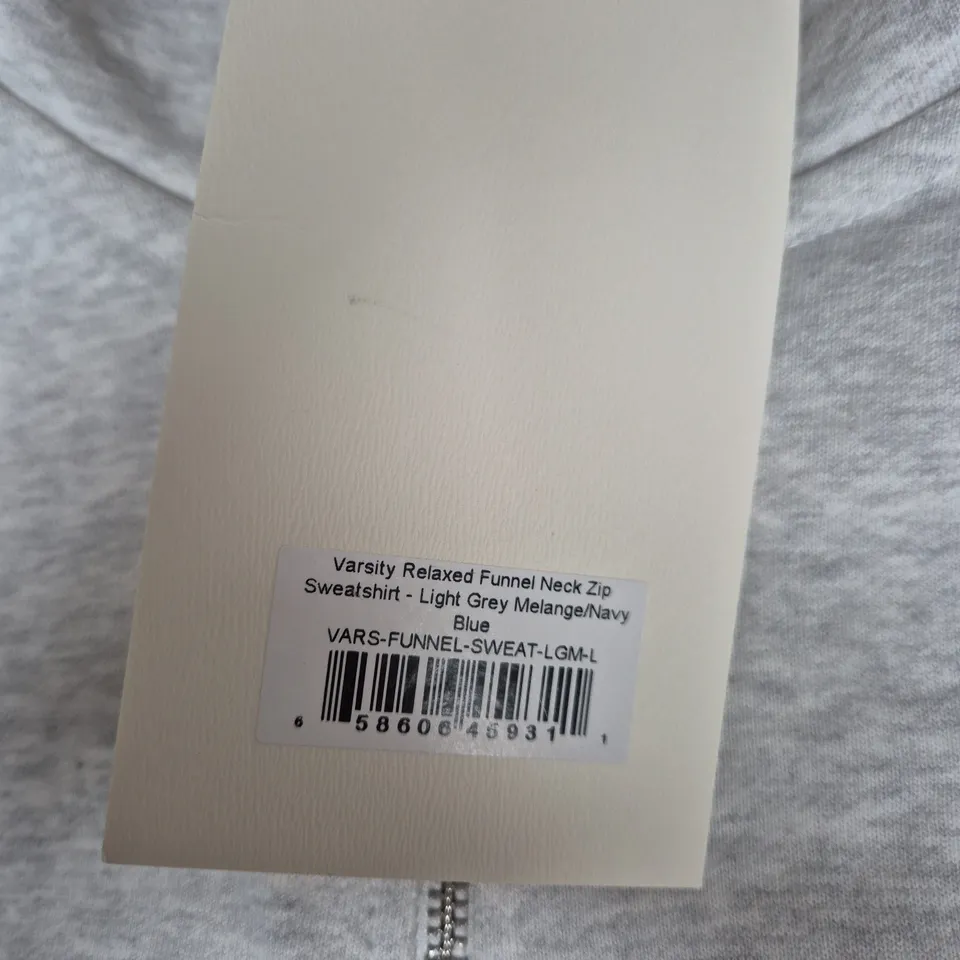 Varsity Relaxed Funnel Neck Zip
Sweatshirt - Light Grey Melange/Navy
Blue
VARS-FUNNEL-SWEAT-LGM-L
6 58606 45931 1